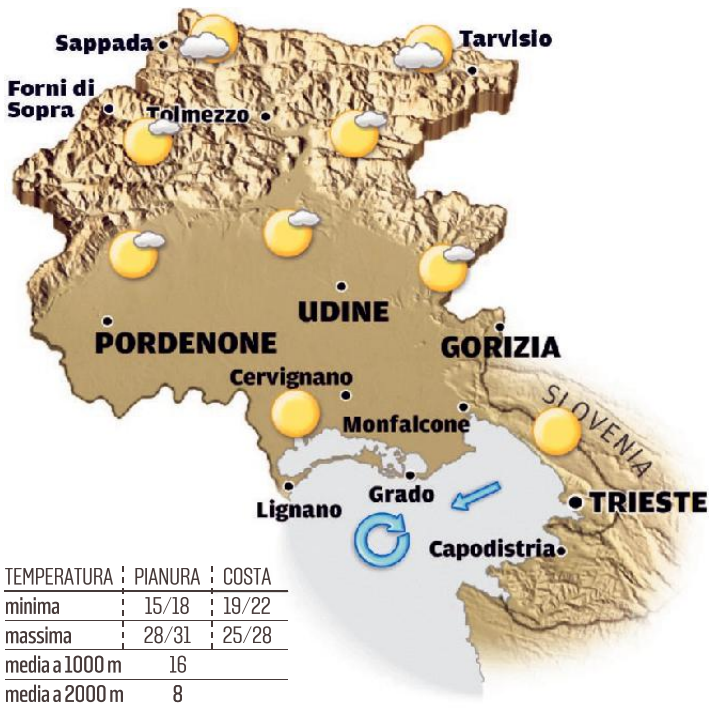 Sappada
Tarvisio
Forni di
Sopra
Tolmezzo
UDINE
PORDENONE
GORIZIA
Cervignano
Monfalcone
SLOVENIA
Lignano
Grado
TRIESTE
Capodistria
TEMPERATURA PIANURA COSTA
minima 15/18 19/22
massima 28/31 25/28
media a 1000 m 16
media a 2000 m 8